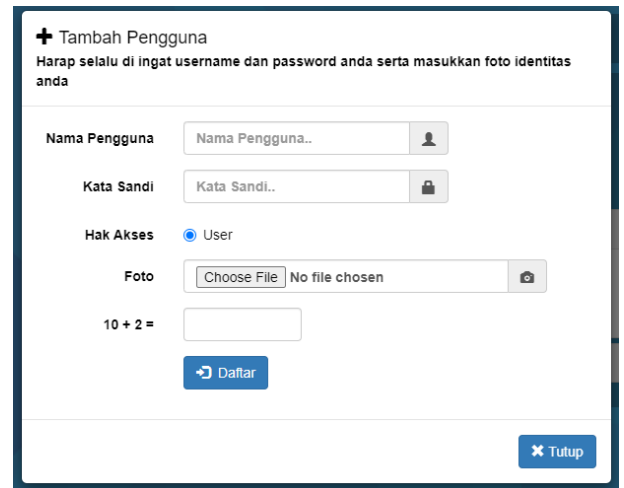 Tambah Pengguna
Harap selalu di ingat username dan password anda serta masukkan foto identitas
anda
Nama Pengguna Nama Pengguna..
Kata Sandi Kata Sandi..
Hak Akses User
Foto Choose File No file chosen
10 + 2 =
Daftar
Tutup